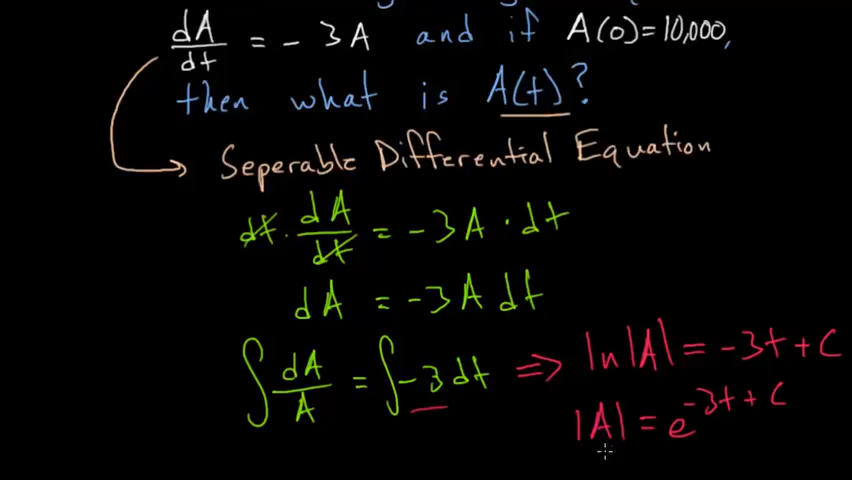 dA/dt = - 3A and if A(0)=10,000,
then what is A(t)?
Seperable Differential Equation
dt · dA/dt = -3A · dt
dA = -3A dt
∫ dA/A = ∫ -3 dt ⇒ ln|A| = -3t + C
|A| = e^{-3t + C}